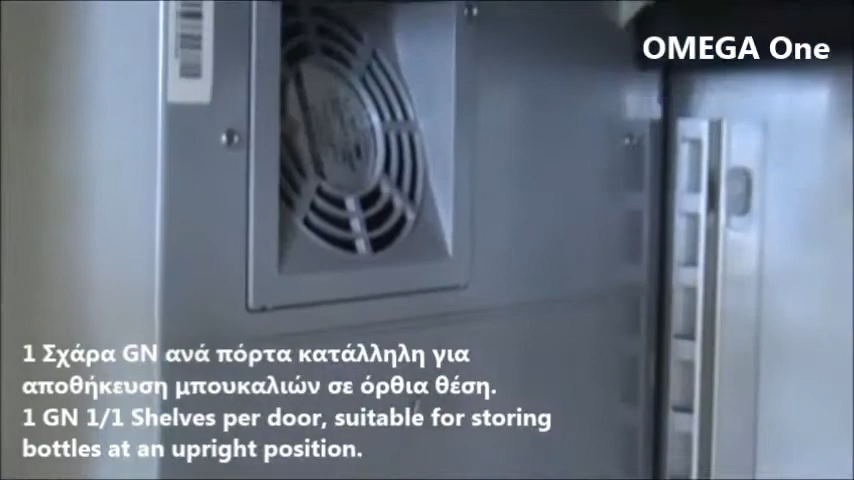 OMEGA One
1 Σχάρα GN ανά πόρτα κατάλληλη για
αποθήκευση μπουκαλιών σε όρθια θέση.
1 GN 1/1 Shelves per door, suitable for storing
bottles at an upright position.